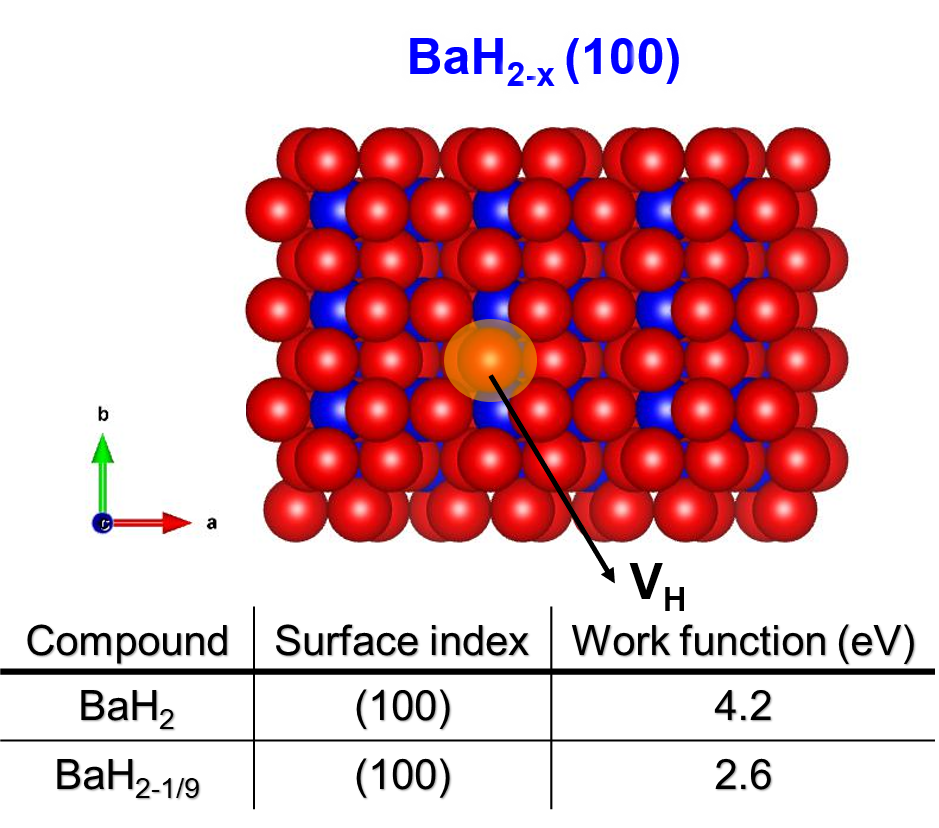 BaH2-x (100)
b
c
a
VH
Compound Surface index Work function (eV)
BaH2 (100) 4.2
BaH2-1/9 (100) 2.6